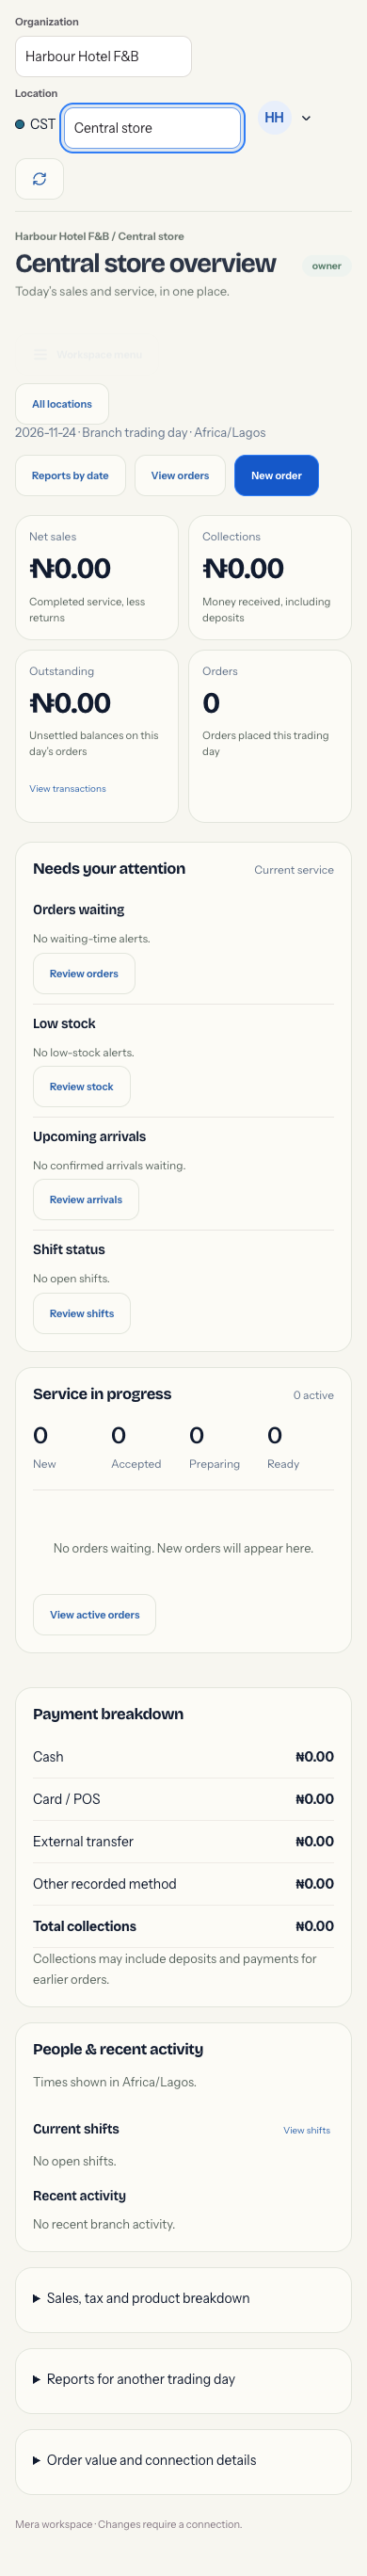 Organization
Harbour Hotel F&B
Location
CST
Central store
HH
Harbour Hotel F&B / Central store
Central store overview
owner
Today's sales and service, in one place.
Workspace menu
All locations
2026-11-24 · Branch trading day · Africa/Lagos
Reports by date
View orders
New order
Net sales
₦0.00
Completed service, less
returns
Collections
₦0.00
Money received, including
deposits
Outstanding
₦0.00
Unsettled balances on this
day's orders
View transactions
Orders
0
Orders placed this trading
day
Needs your attention
Current service
Orders waiting
No waiting-time alerts.
Review orders
Low stock
No low-stock alerts.
Review stock
Upcoming arrivals
No confirmed arrivals waiting.
Review arrivals
Shift status
No open shifts.
Review shifts
Service in progress
0 active
0 0 0 0
New Accepted Preparing Ready
No orders waiting. New orders will appear here.
View active orders
Payment breakdown
Cash ₦0.00
Card / POS ₦0.00
External transfer ₦0.00
Other recorded method ₦0.00
Total collections ₦0.00
Collections may include deposits and payments for
earlier orders.
People & recent activity
Times shown in Africa/Lagos.
Current shifts
View shifts
No open shifts.
Recent activity
No recent branch activity.
Sales, tax and product breakdown
Reports for another trading day
Order value and connection details
Mera workspace · Changes require a connection.